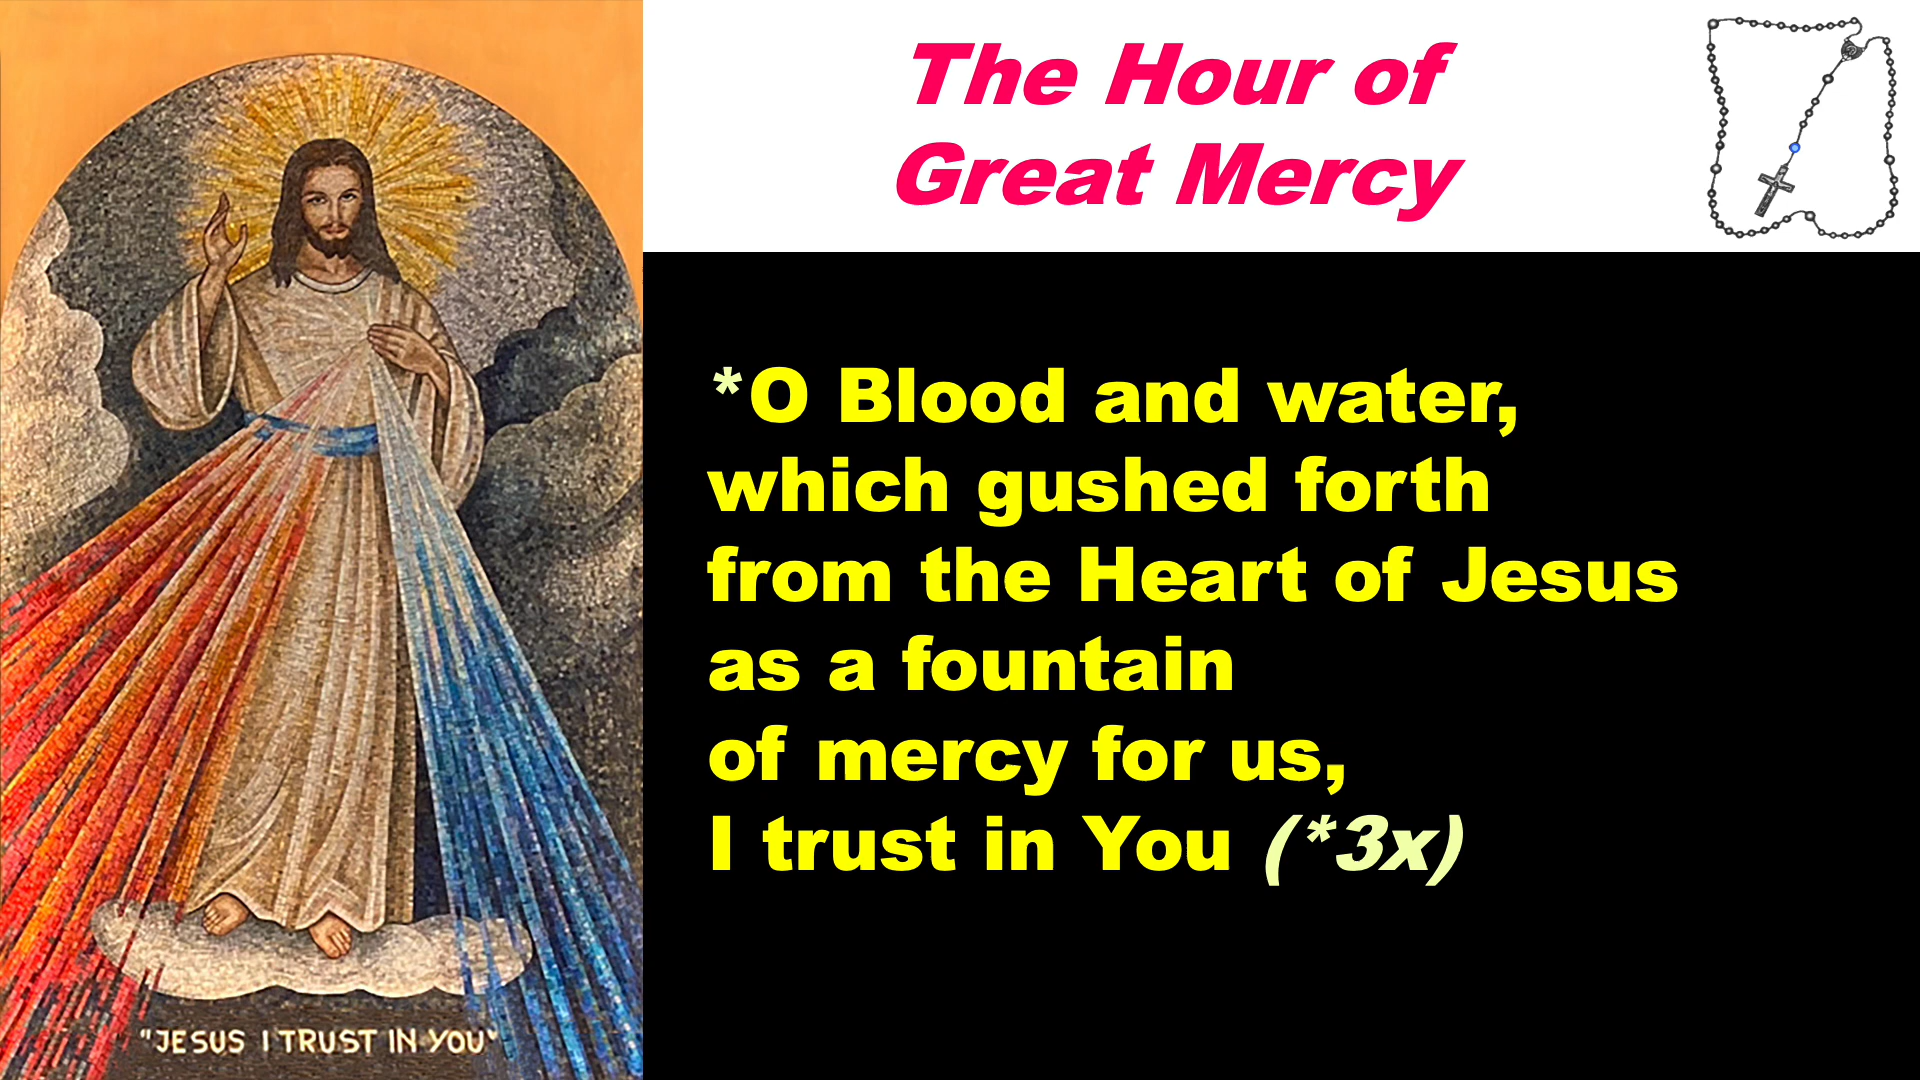 The Hour of
Great Mercy
*O Blood and water,
which gushed forth
from the Heart of Jesus
as a fountain
of mercy for us,
I trust in You (*3x)
"JESUS I TRUST IN YOU"